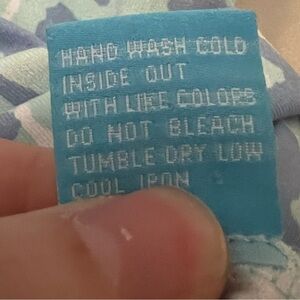 HAND WASH COLD
INSIDE OUT
WITH LIKE COLORS
DO NOT BLEACH
TUMBLE DRY LOW
COOL IRON